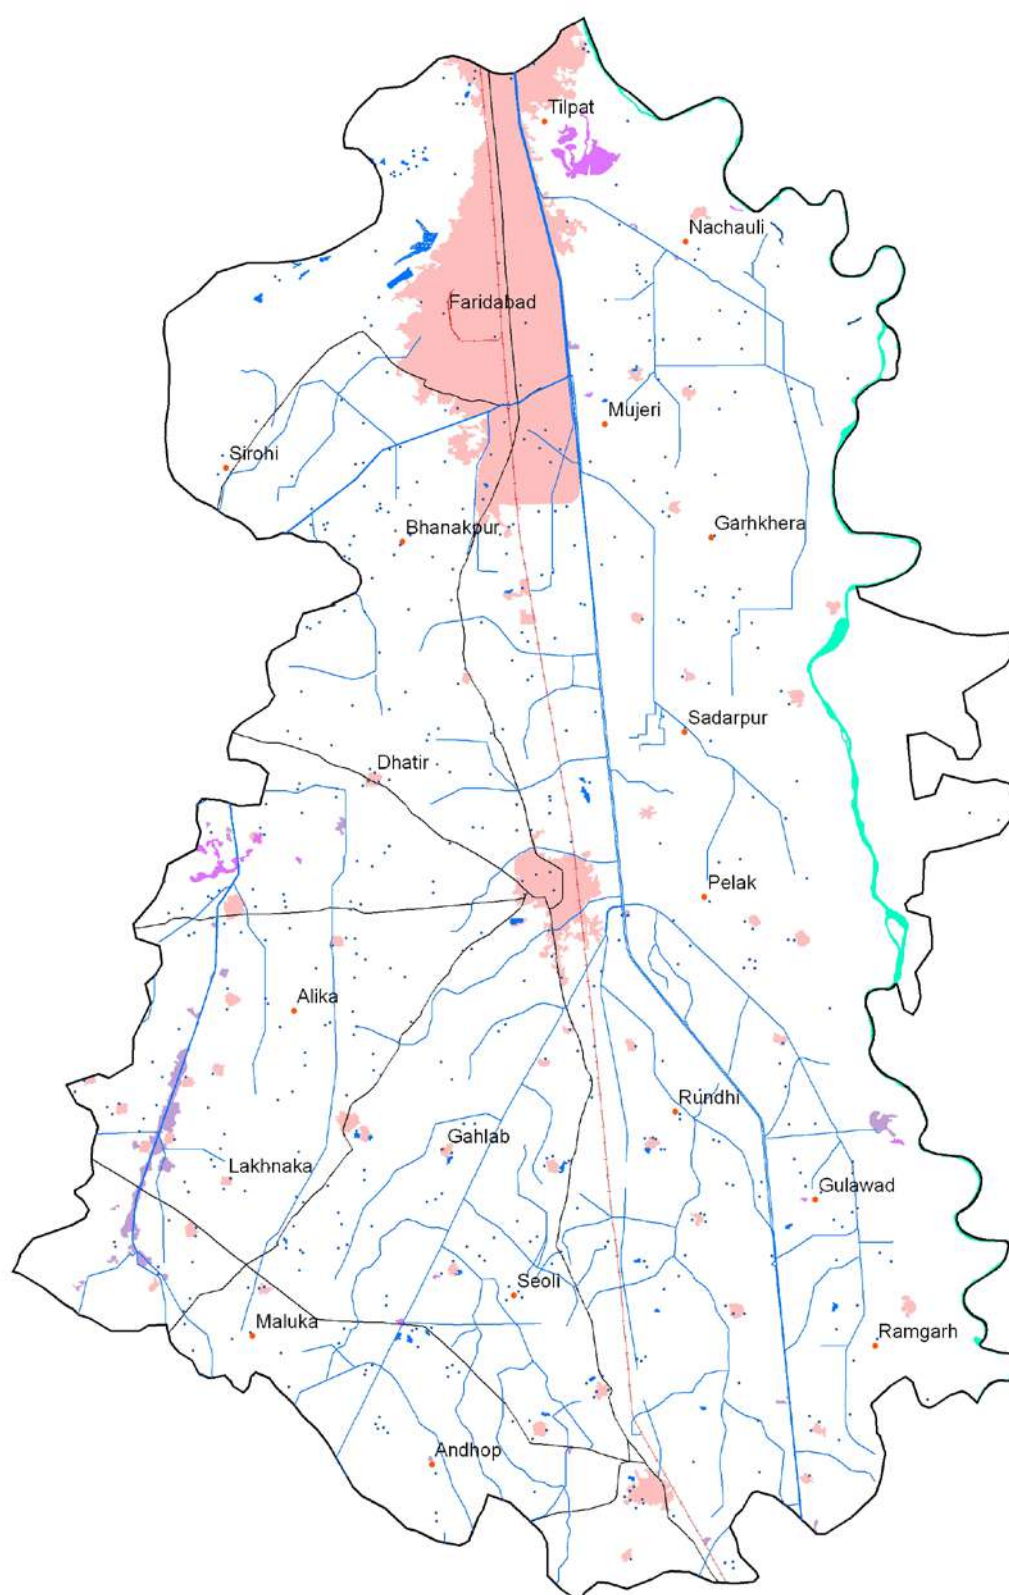 Tilpat
Nachauli
Faridabad
Mujeri
Sirohi
Bhanakpur
Garhkhera
Sadarpur
Dhatir
Pelak
Alika
Rundhi
Gahlab
Lakhnaka
Gulawad
Seoli
Maluka
Ramgarh
Andhop